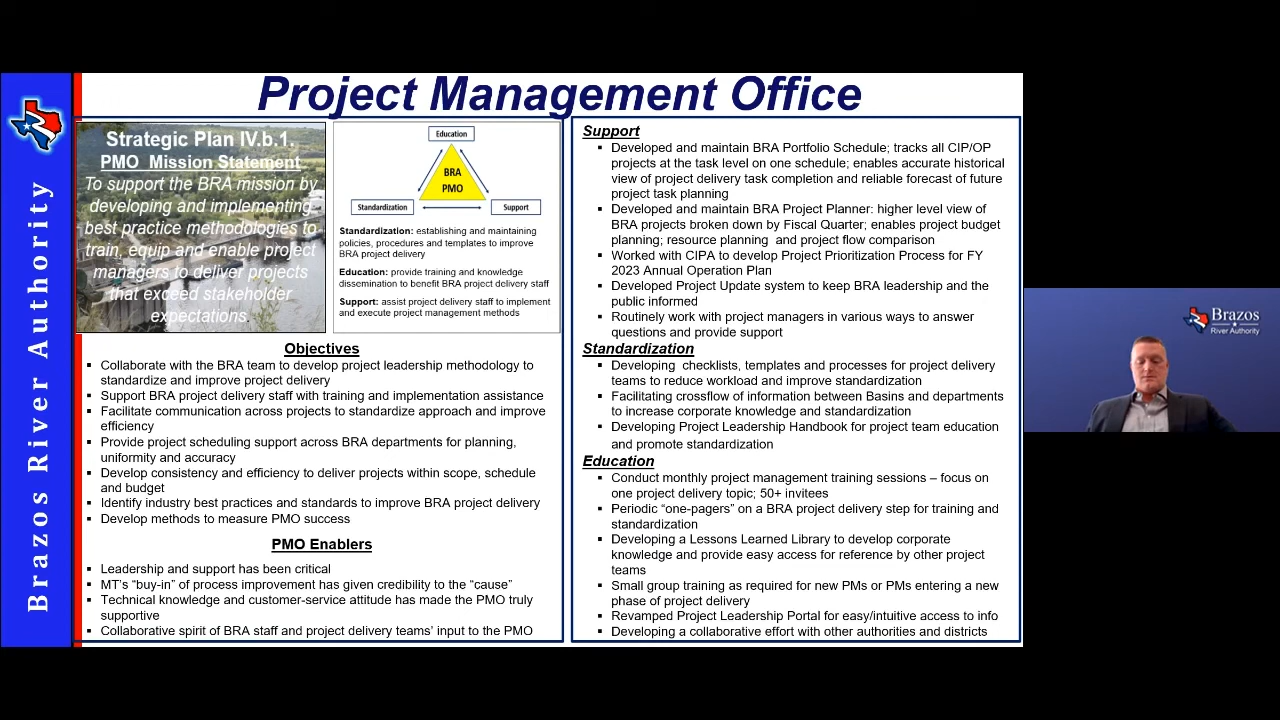 Project Management Office
Brazos River Authority
Strategic Plan IV.b.1.
PMO Mission Statement
To support the BRA mission by
developing and implementing
best practice methodologies to
train, equip and enable project
managers to deliver projects
that exceed stakeholder
expectations.
Education
BRA
PMO
Standardization
Support
Standardization: establishing and maintaining
policies, procedures and templates to improve
BRA project delivery
Education: provide training and knowledge
dissemination to benefit BRA project delivery staff
Support: assist project delivery staff to implement
and execute project management methods
Objectives
▪ Collaborate with the BRA team to develop project leadership methodology to
standardize and improve project delivery
▪ Support BRA project delivery staff with training and implementation assistance
▪ Facilitate communication across projects to standardize approach and improve
efficiency
▪ Provide project scheduling support across BRA departments for planning,
uniformity and accuracy
▪ Develop consistency and efficiency to deliver projects within scope, schedule
and budget
▪ Identify industry best practices and standards to improve BRA project delivery
▪ Develop methods to measure PMO success
PMO Enablers
▪ Leadership and support has been critical
▪ MT's “buy-in” of process improvement has given credibility to the “cause”
▪ Technical knowledge and customer-service attitude has made the PMO truly
supportive
▪ Collaborative spirit of BRA staff and project delivery teams' input to the PMO
Support
▪ Developed and maintain BRA Portfolio Schedule; tracks all CIP/OP
projects at the task level on one schedule; enables accurate historical
view of project delivery task completion and reliable forecast of future
project task planning
▪ Developed and maintain BRA Project Planner: higher level view of
BRA projects broken down by Fiscal Quarter; enables project budget
planning; resource planning and project flow comparison
▪ Worked with CIPA to develop Project Prioritization Process for FY
2023 Annual Operation Plan
▪ Developed Project Update system to keep BRA leadership and the
public informed
▪ Routinely work with project managers in various ways to answer
questions and provide support
Standardization
▪ Developing checklists, templates and processes for project delivery
teams to reduce workload and improve standardization
▪ Facilitating crossflow of information between Basins and departments
to increase corporate knowledge and standardization
▪ Developing Project Leadership Handbook for project team education
and promote standardization
Education
▪ Conduct monthly project management training sessions – focus on
one project delivery topic; 50+ invitees
▪ Periodic “one-pagers” on a BRA project delivery step for training and
standardization
▪ Developing a Lessons Learned Library to develop corporate
knowledge and provide easy access for reference by other project
teams
▪ Small group training as required for new PMs or PMs entering a new
phase of project delivery
▪ Revamped Project Leadership Portal for easy/intuitive access to info
▪ Developing a collaborative effort with other authorities and districts
Brazos
River Authority